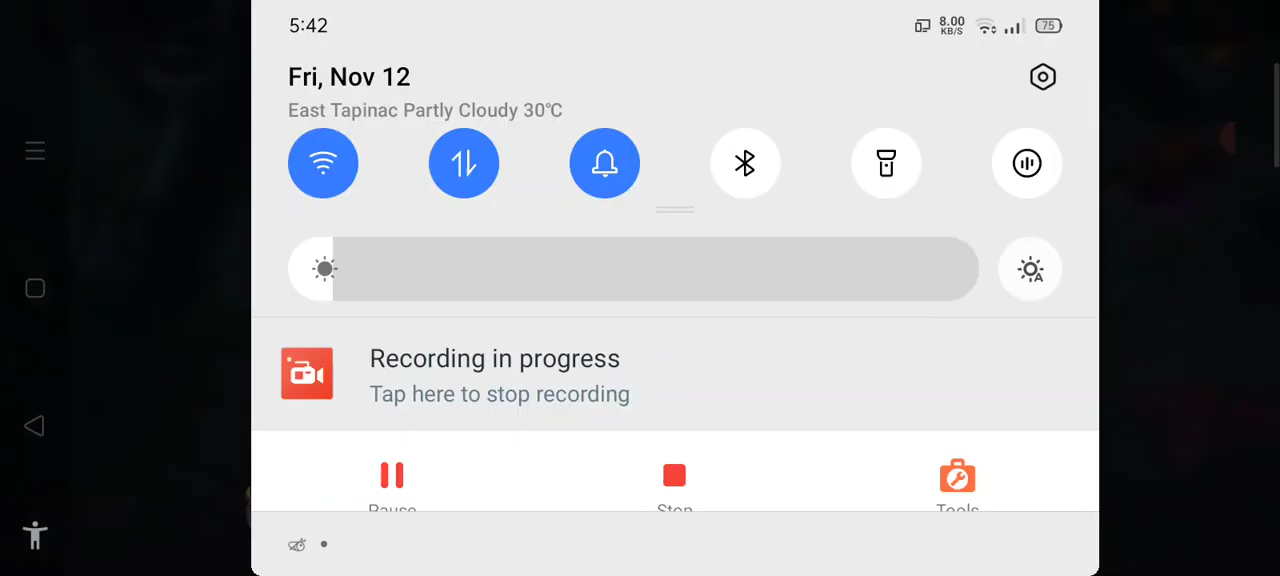 5:42
8.00
KB/S
75
Fri, Nov 12
East Tapinac Partly Cloudy 30℃
A
Recording in progress
Tap here to stop recording
Pause
Stop
Tools